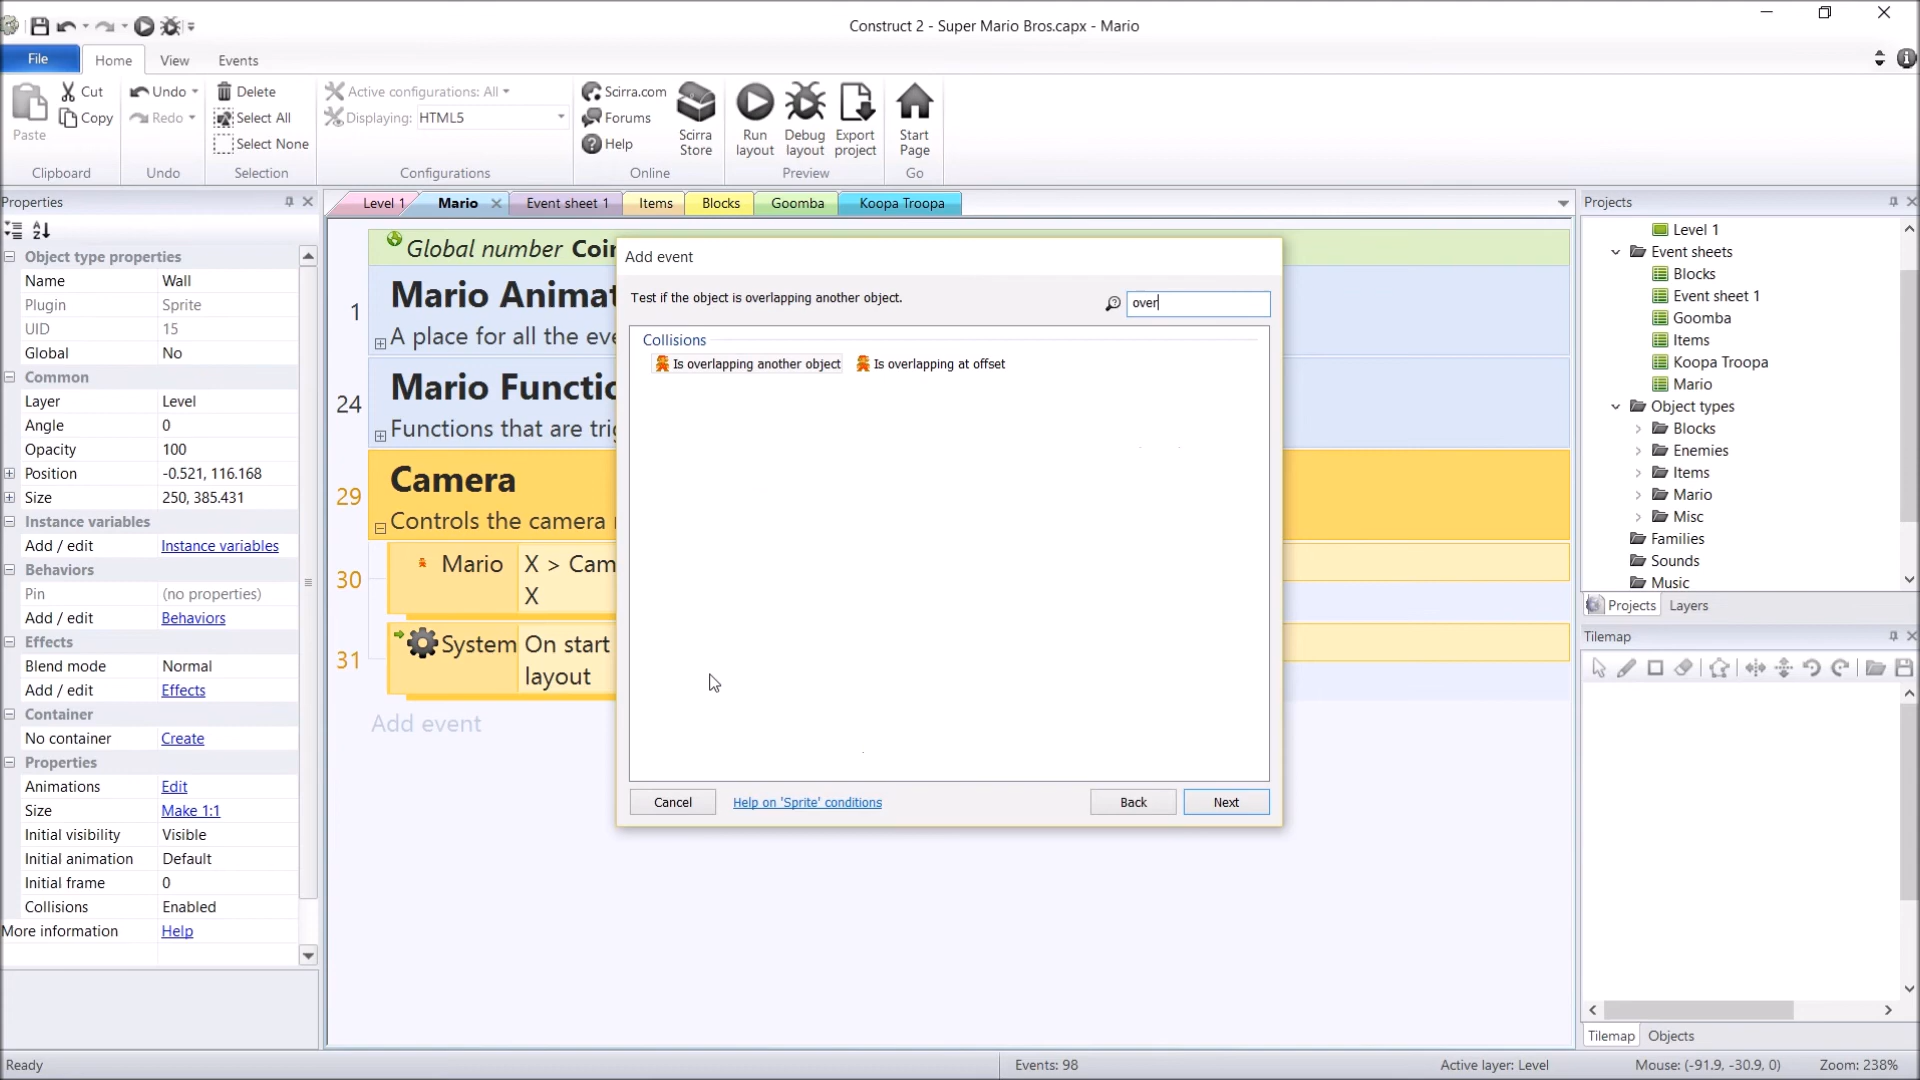 Construct 2 - Super Mario Bros.capx - Mario
File
Home
View
Events
Paste
Cut
Copy
Clipboard
Undo
Redo
Undo
Delete
Select All
Select None
Selection
Active configurations: All
Displaying: HTML5
Configurations
Scirra.com
Forums
Help
Scirra Store
Online
Run layout
Debug layout
Export project
Preview
Start Page
Go
Properties
Object type properties
Name Wall
Plugin Sprite
UID 15
Global No
Common
Layer Level
Angle 0
Opacity 100
Position -0.521, 116.168
Size 250, 385.431
Instance variables
Add / edit Instance variables
Behaviors
Pin (no properties)
Add / edit Behaviors
Effects
Blend mode Normal
Add / edit Effects
Container
No container Create
Properties
Animations Edit
Size Make 1:1
Initial visibility Visible
Initial animation Default
Initial frame 0
Collisions Enabled
More information Help
Level 1
Mario
Event sheet 1
Items
Blocks
Goomba
Koopa Troopa
Global number Coin
1 Mario Animat
A place for all the eve
24 Mario Functio
Functions that are trig
29 Camera
Controls the camera
30 Mario X > Cam
X
31 System On start
layout
Add event
Add event
Test if the object is overlapping another object.
over
Collisions
Is overlapping another object
Is overlapping at offset
Cancel
Help on 'Sprite' conditions
Back
Next
Projects
Level 1
Event sheets
Blocks
Event sheet 1
Goomba
Items
Koopa Troopa
Mario
Object types
Blocks
Enemies
Items
Mario
Misc
Families
Sounds
Music
Projects
Layers
Tilemap
Tilemap
Objects
Ready
Events: 98
Active layer: Level
Mouse: (-91.9, -30.9, 0)
Zoom: 238%